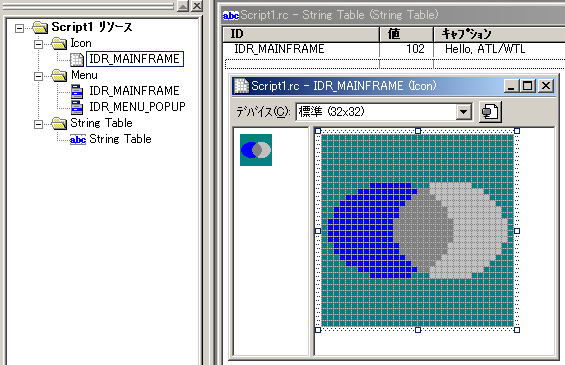 Script1 リソース
Icon
IDR_MAINFRAME
Menu
IDR_MAINFRAME
IDR_MENU_POPUP
String Table
abc String Table
abc Script1.rc - String Table (String Table)
ID 値 ｷｬﾌﾟｼｮﾝ
IDR_MAINFRAME 102 Hello, ATL/WTL
Script1.rc - IDR_MAINFRAME (Icon)
ﾃﾞﾊﾞｲｽ(C): 標準 (32x32)